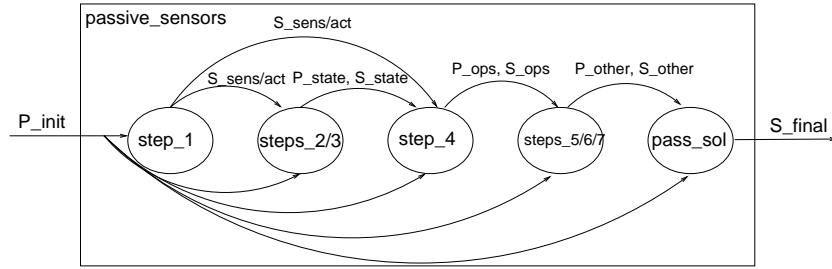 passive_sensors
S_sens/act
S_sens/act
P_state, S_state
P_ops, S_ops
P_other, S_other
P_init
step_1
steps_2/3
step_4
steps_5/6/7
pass_sol
S_final